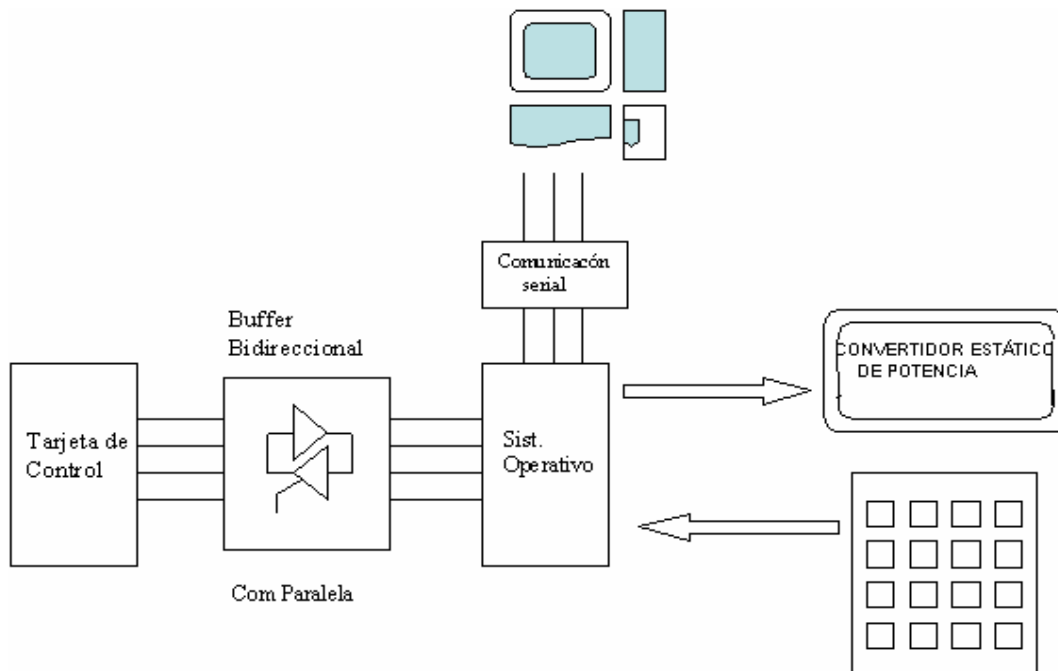 Comunicacón
serial
Buffer
Bidireccional
CONVERTIDOR ESTÁTICO
DE POTENCIA
Tarjeta de
Control
Sist.
Operativo
Com Paralela